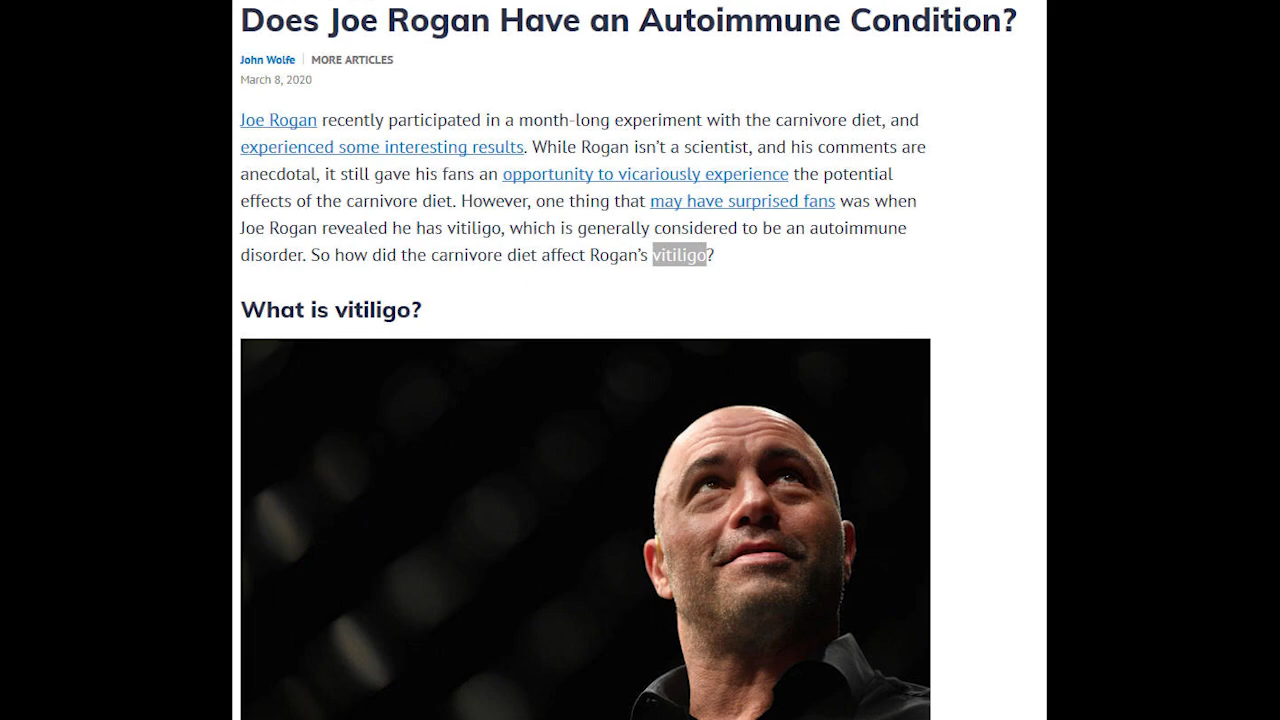 Does Joe Rogan Have an Autoimmune Condition?
John Wolfe | MORE ARTICLES
March 8, 2020
Joe Rogan recently participated in a month-long experiment with the carnivore diet, and
experienced some interesting results. While Rogan isn’t a scientist, and his comments are
anecdotal, it still gave his fans an opportunity to vicariously experience the potential
effects of the carnivore diet. However, one thing that may have surprised fans was when
Joe Rogan revealed he has vitiligo, which is generally considered to be an autoimmune
disorder. So how did the carnivore diet affect Rogan’s vitiligo?
What is vitiligo?